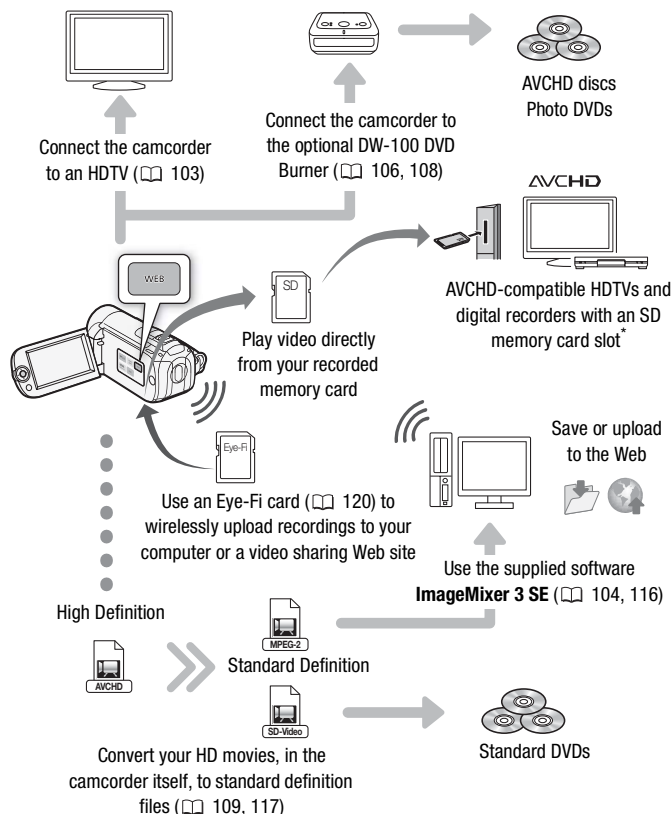 AVCHD discs
Photo DVDs
Connect the camcorder
to an HDTV (103)
Connect the camcorder to
the optional DW-100 DVD
Burner (106, 108)
AVCHD
WEB
SD
Play video directly
from your recorded
memory card
AVCHD-compatible HDTVs and
digital recorders with an SD
memory card slot*
Eye-Fi
Use an Eye-Fi card (120) to
wirelessly upload recordings to your
computer or a video sharing Web site
Save or upload
to the Web
Use the supplied software
ImageMixer 3 SE (104, 116)
High Definition
AVCHD
MPEG-2
Standard Definition
SD-Video
Standard DVDs
Convert your HD movies, in the
camcorder itself, to standard definition
files (109, 117)